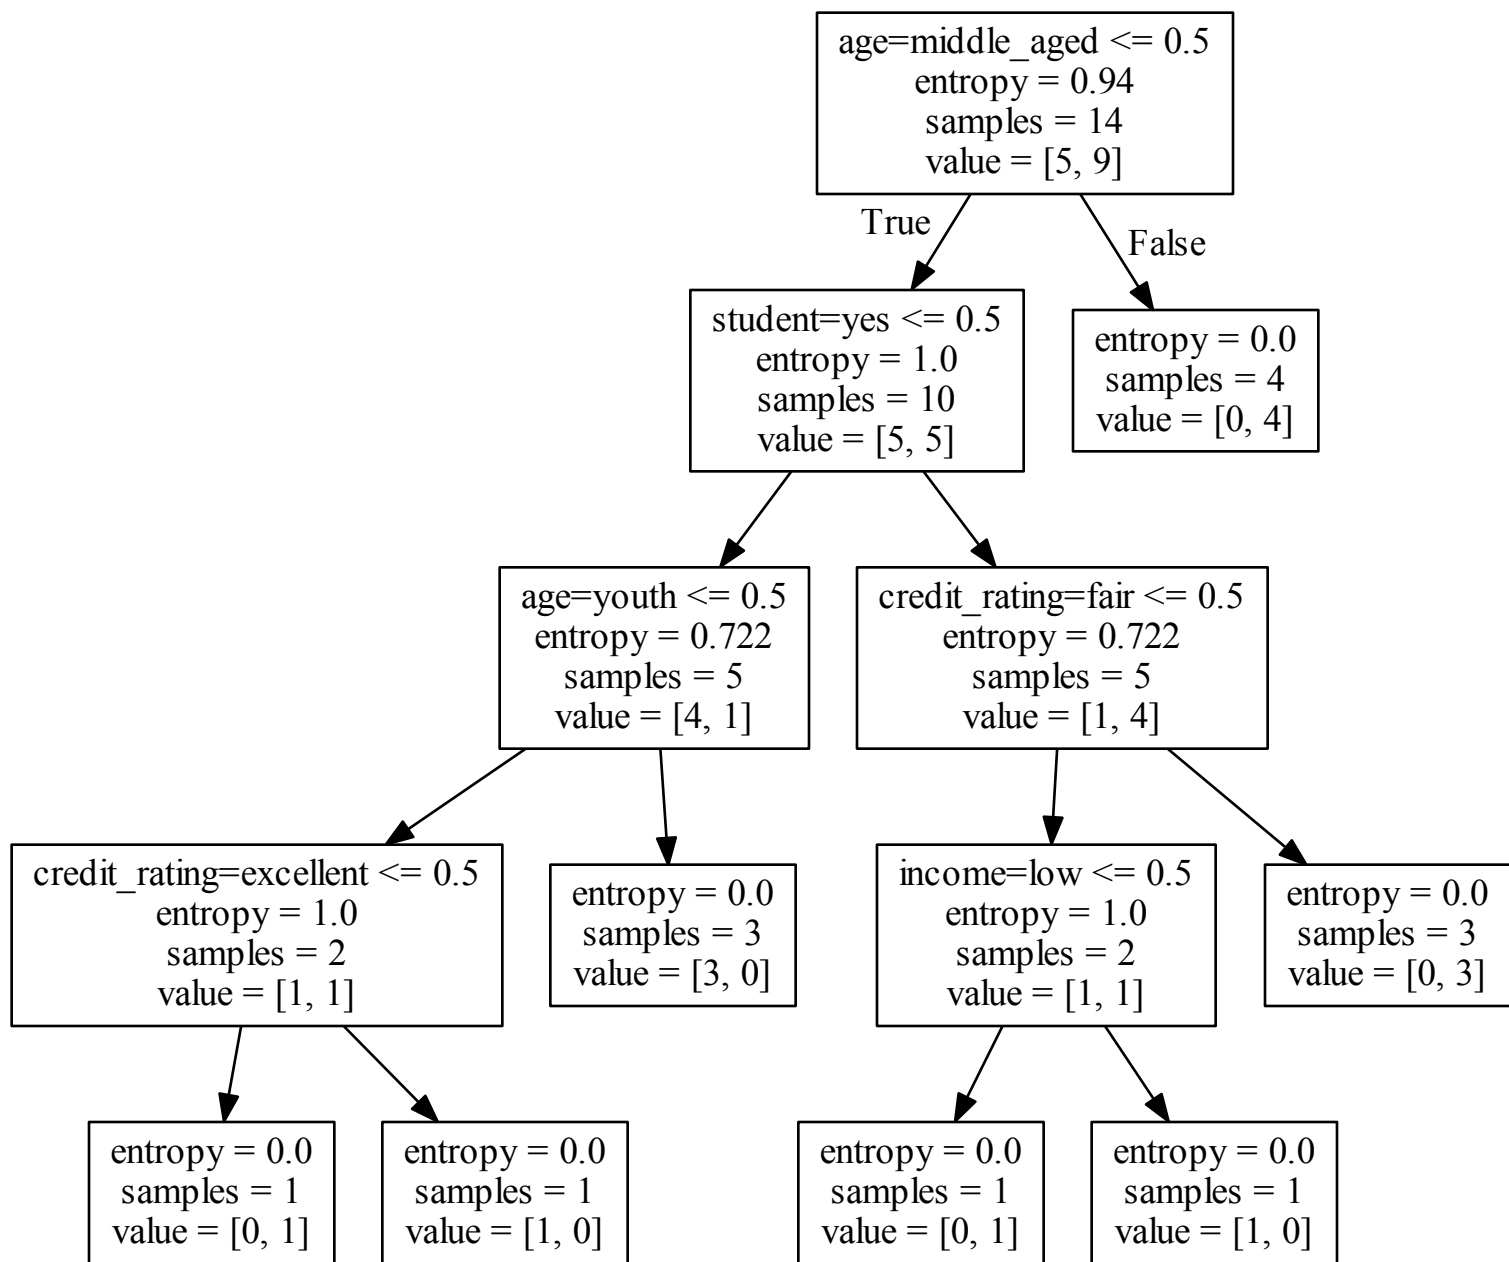 age=middle_aged <= 0.5
entropy = 0.94
samples = 14
value = [5, 9]
True
False
student=yes <= 0.5
entropy = 1.0
samples = 10
value = [5, 5]
entropy = 0.0
samples = 4
value = [0, 4]
age=youth <= 0.5
entropy = 0.722
samples = 5
value = [4, 1]
credit_rating=fair <= 0.5
entropy = 0.722
samples = 5
value = [1, 4]
credit_rating=excellent <= 0.5
entropy = 1.0
samples = 2
value = [1, 1]
entropy = 0.0
samples = 3
value = [3, 0]
income=low <= 0.5
entropy = 1.0
samples = 2
value = [1, 1]
entropy = 0.0
samples = 3
value = [0, 3]
entropy = 0.0
samples = 1
value = [0, 1]
entropy = 0.0
samples = 1
value = [1, 0]
entropy = 0.0
samples = 1
value = [0, 1]
entropy = 0.0
samples = 1
value = [1, 0]